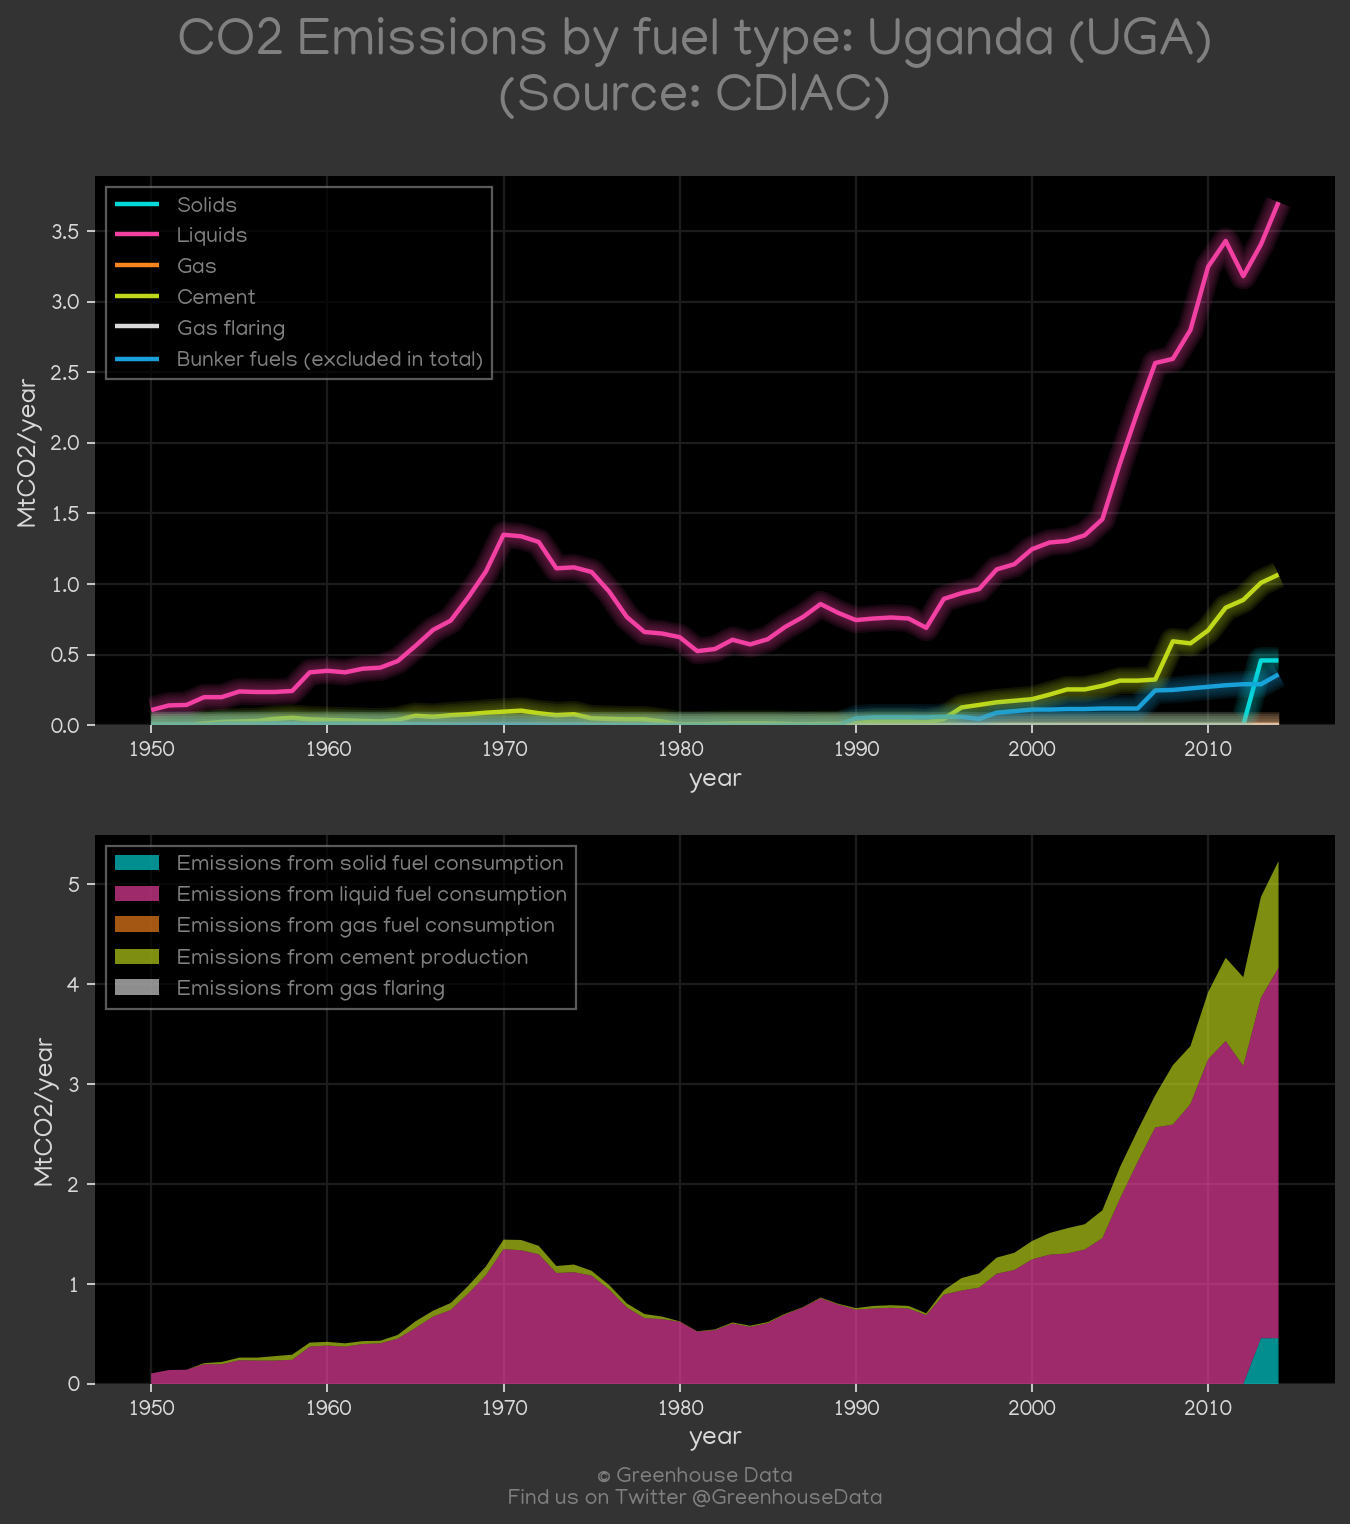 CO2 Emissions by fuel type: Uganda (UGA)
(Source: CDIAC)
Solids
Liquids
Gas
Cement
Gas flaring
Bunker fuels (excluded in total)
3.5
3.0
2.5
2.0
1.5
1.0
0.5
0.0
MtCO2/year
1950 1960 1970 1980 1990 2000 2010
year
Emissions from solid fuel consumption
Emissions from liquid fuel consumption
Emissions from gas fuel consumption
Emissions from cement production
Emissions from gas flaring
5
4
3
2
1
0
MtCO2/year
1950 1960 1970 1980 1990 2000 2010
year
© Greenhouse Data
Find us on Twitter @GreenhouseData